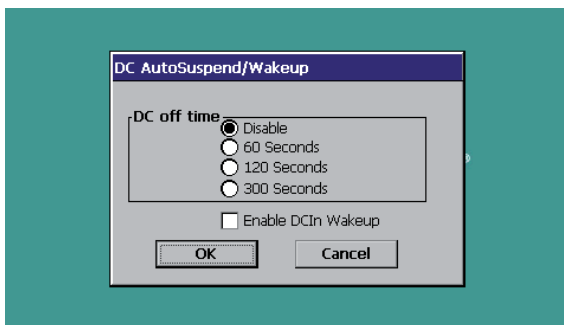 DC AutoSuspend/Wakeup
DC off time
Disable
60 Seconds
120 Seconds
300 Seconds
Enable DCIn Wakeup
OK Cancel